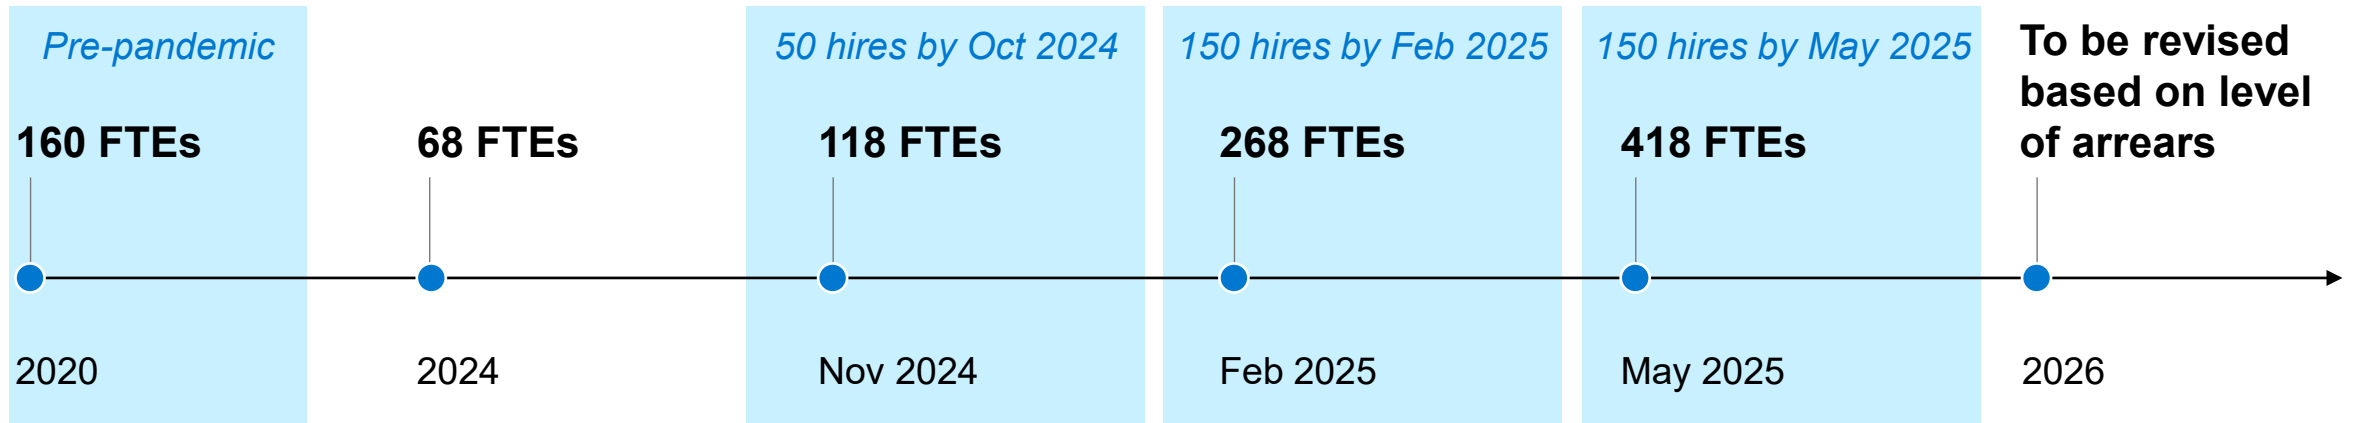 Pre-pandemic
160 FTEs
2020
68 FTEs
2024
50 hires by Oct 2024
118 FTEs
Nov 2024
150 hires by Feb 2025
268 FTEs
Feb 2025
150 hires by May 2025
418 FTEs
May 2025
To be revised
based on level
of arrears
2026